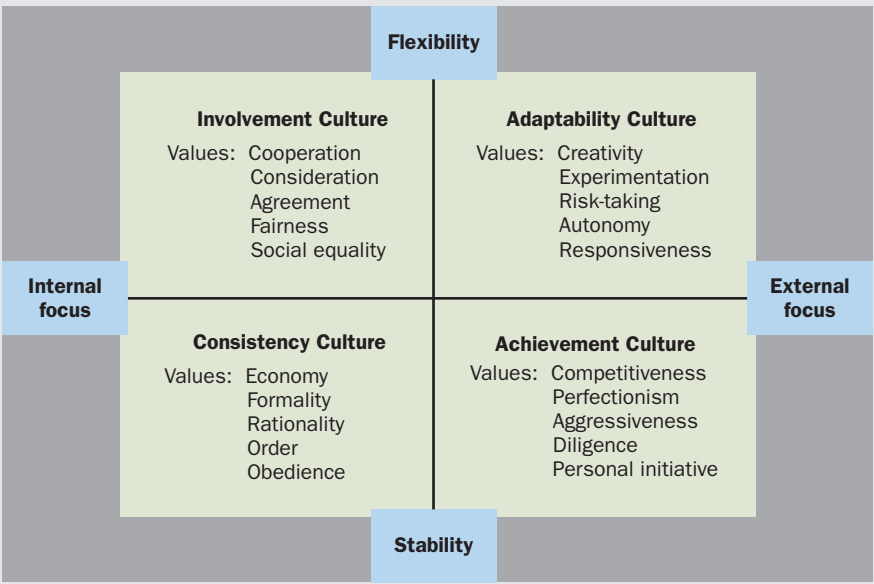 Flexibility
Involvement Culture
Values: Cooperation
Consideration
Agreement
Fairness
Social equality
Adaptability Culture
Values: Creativity
Experimentation
Risk-taking
Autonomy
Responsiveness
Internal
focus
External
focus
Consistency Culture
Values: Economy
Formality
Rationality
Order
Obedience
Achievement Culture
Values: Competitiveness
Perfectionism
Aggressiveness
Diligence
Personal initiative
Stability